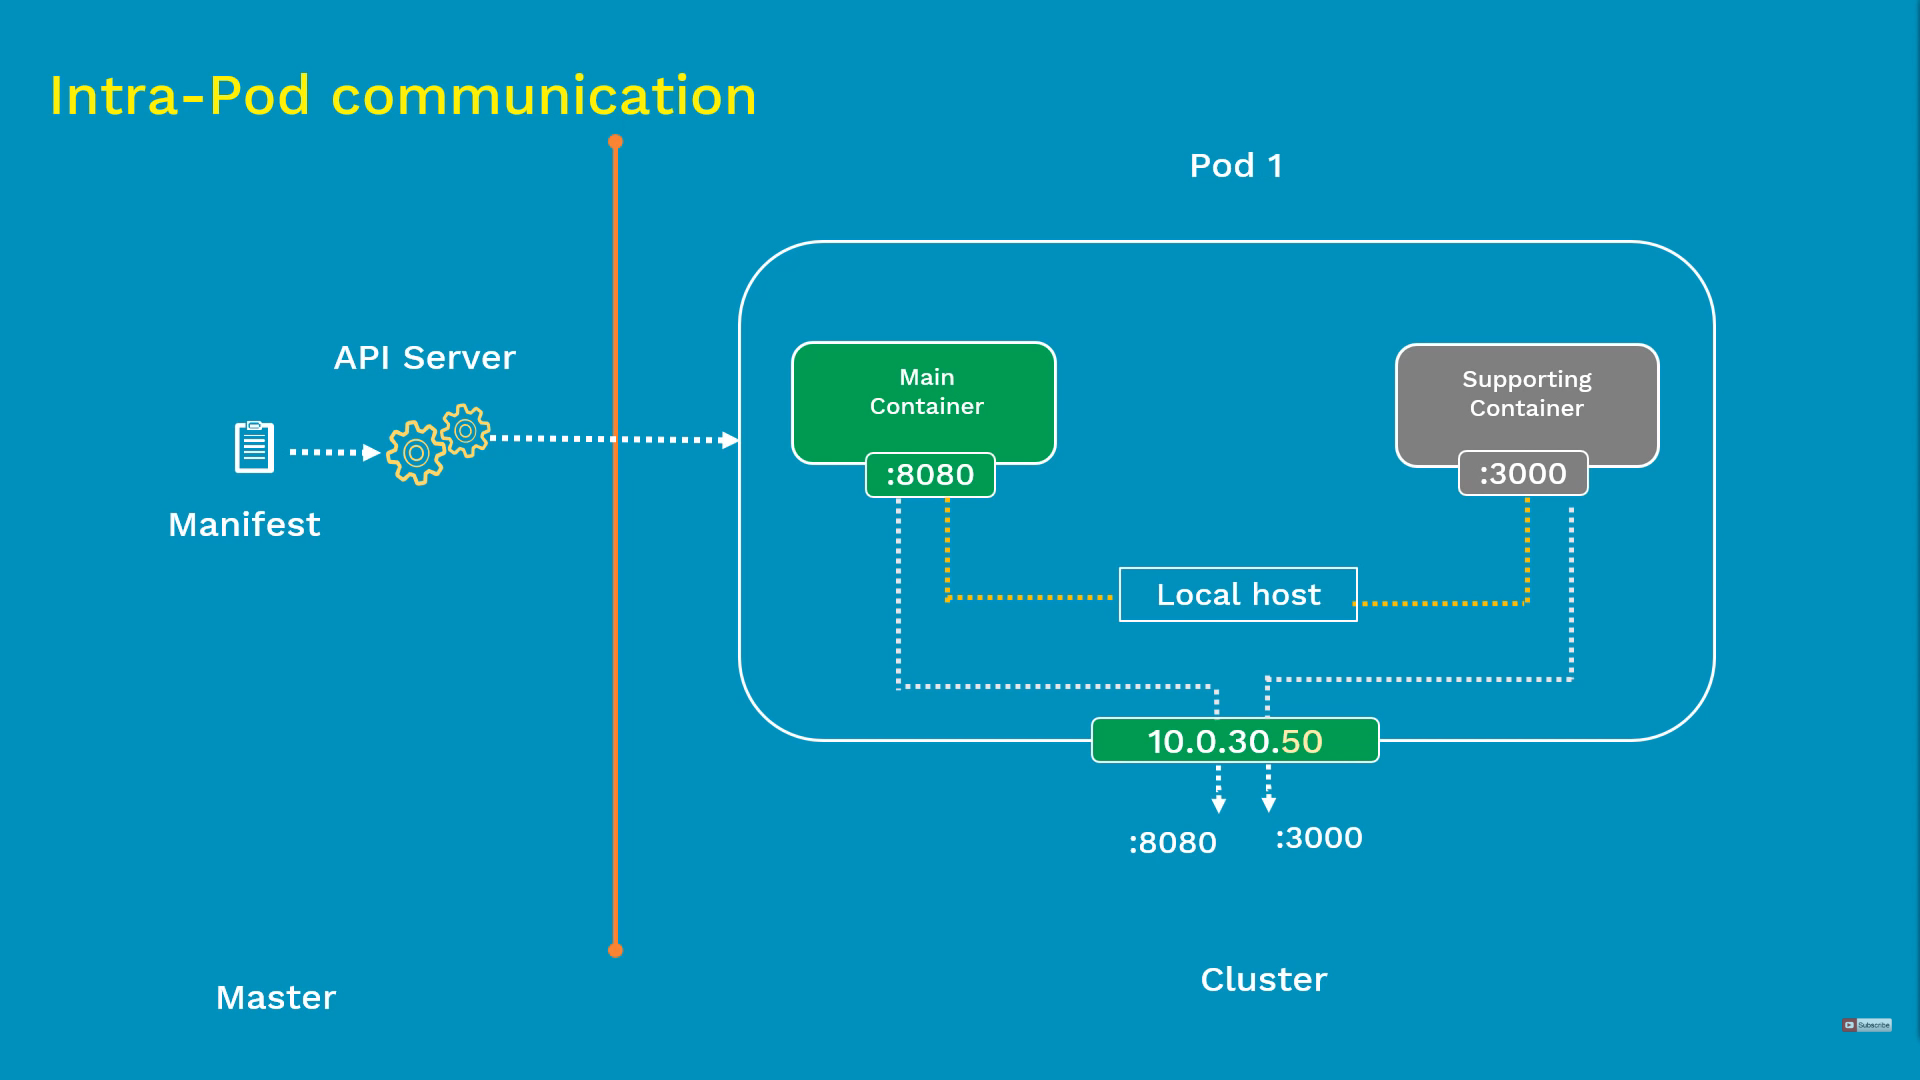 Intra-Pod communication
Pod 1
API Server
Manifest
Main
Container
:8080
Supporting
Container
:3000
Local host
10.0.30.50
:8080
:3000
Master
Cluster
Subscribe